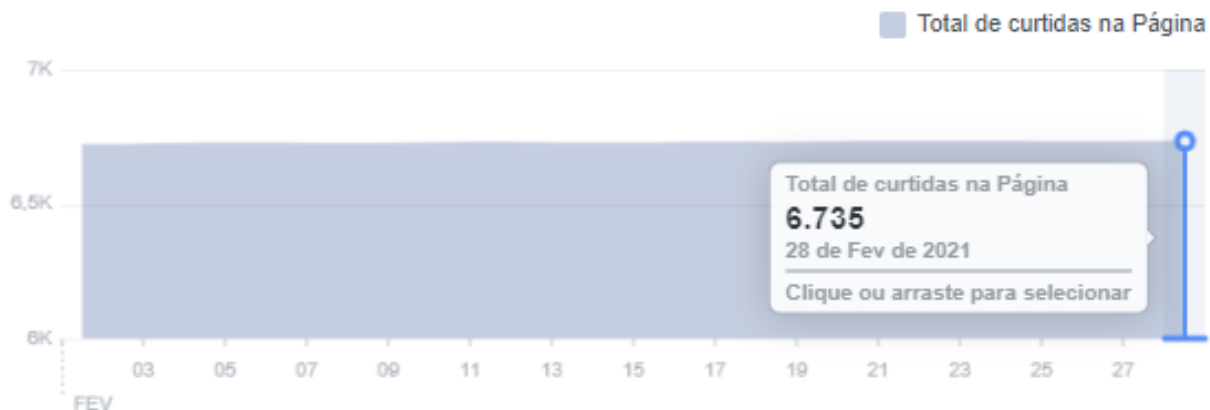 Total de curtidas na Página
7K
6,5K
Total de curtidas na Página
6.735
28 de Fev de 2021
Clique ou arraste para selecionar
6K
03 05 07 09 11 13 15 17 19 21 23 25 27
FEV